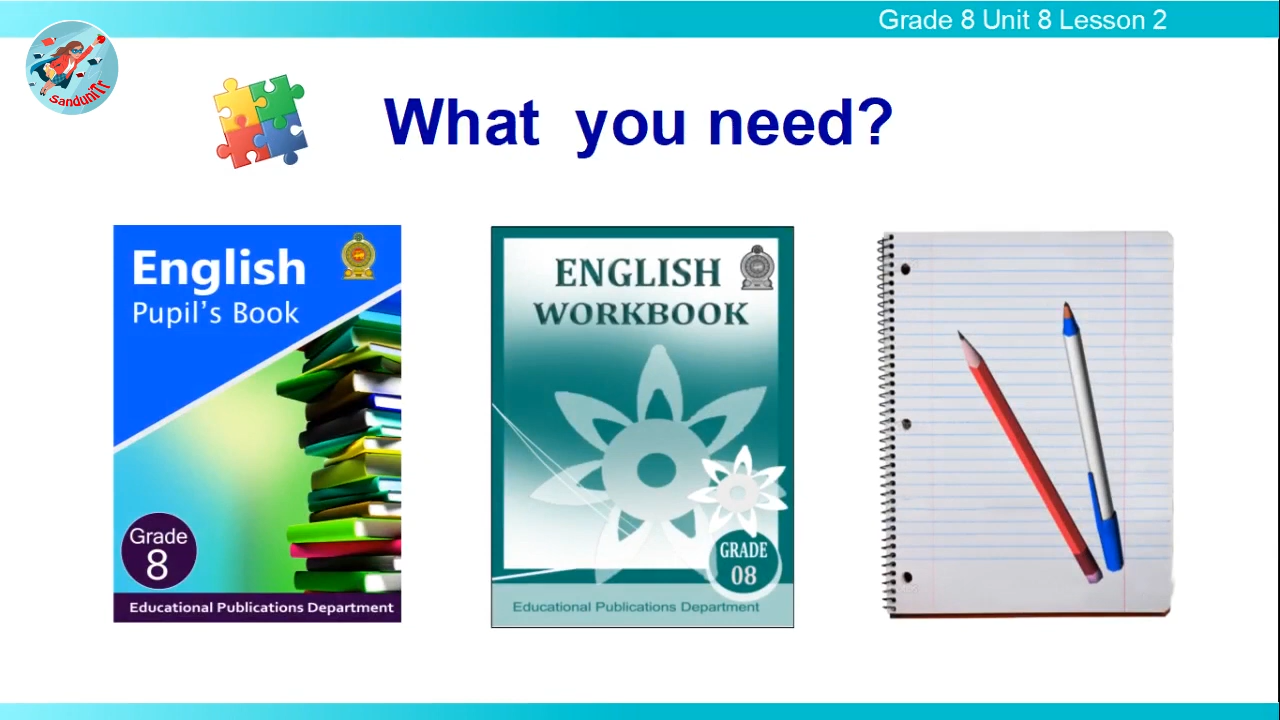 Grade 8 Unit 8 Lesson 2
SanduniTr
What you need?
English
Pupil's Book
Grade
8
Educational Publications Department
ENGLISH
WORKBOOK
GRADE
08
Educational Publications Department